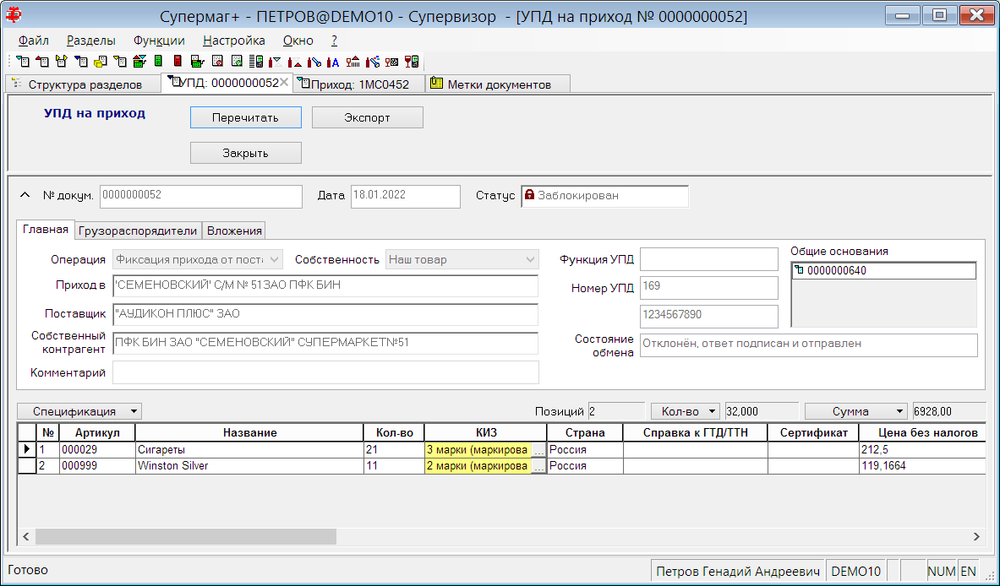 Супермаг+ - ПЕТРОВ@DEMO10 - Супервизор - [УПД на приход № 0000000052]
Файл Разделы Функции Настройка Окно ?
Структура разделов УПД: 0000000052 Приход: 1МС0452 Метки документов
УПД на приход Перечитать Экспорт
Закрыть
№ докум. 0000000052 Дата 18.01.2022 Статус Заблокирован
Главная Грузораспорядители Вложения
Операция Фиксация прихода от пост Собственность Наш товар Функция УПД Общие основания
0000000640
Приход в "СЕМЕНОВСКИЙ" С/М № 51ЗАО ПФК БИН Номер УПД 169
Поставщик "АУДИКОН ПЛЮС" ЗАО 1234567890
Собственный контрагент ПФК БИН ЗАО "СЕМЕНОВСКИЙ" СУПЕРМАРКЕТ№51 Состояние обмена Отклонён, ответ подписан и отправлен
Комментарий
Спецификация Позиций 2 Кол-во 32,000 Сумма 6928,00
№ Артикул Название Кол-во КИЗ Страна Справка к ГТД/ТТН Сертификат Цена без налогов
1 000029 Сигареты 21 3 марки (маркирова ... Россия 212,5
2 000999 Winston Silver 11 2 марки (маркирова ... Россия 119,1664
Готово Петров Генадий Андреевич DEMO10 NUM EN